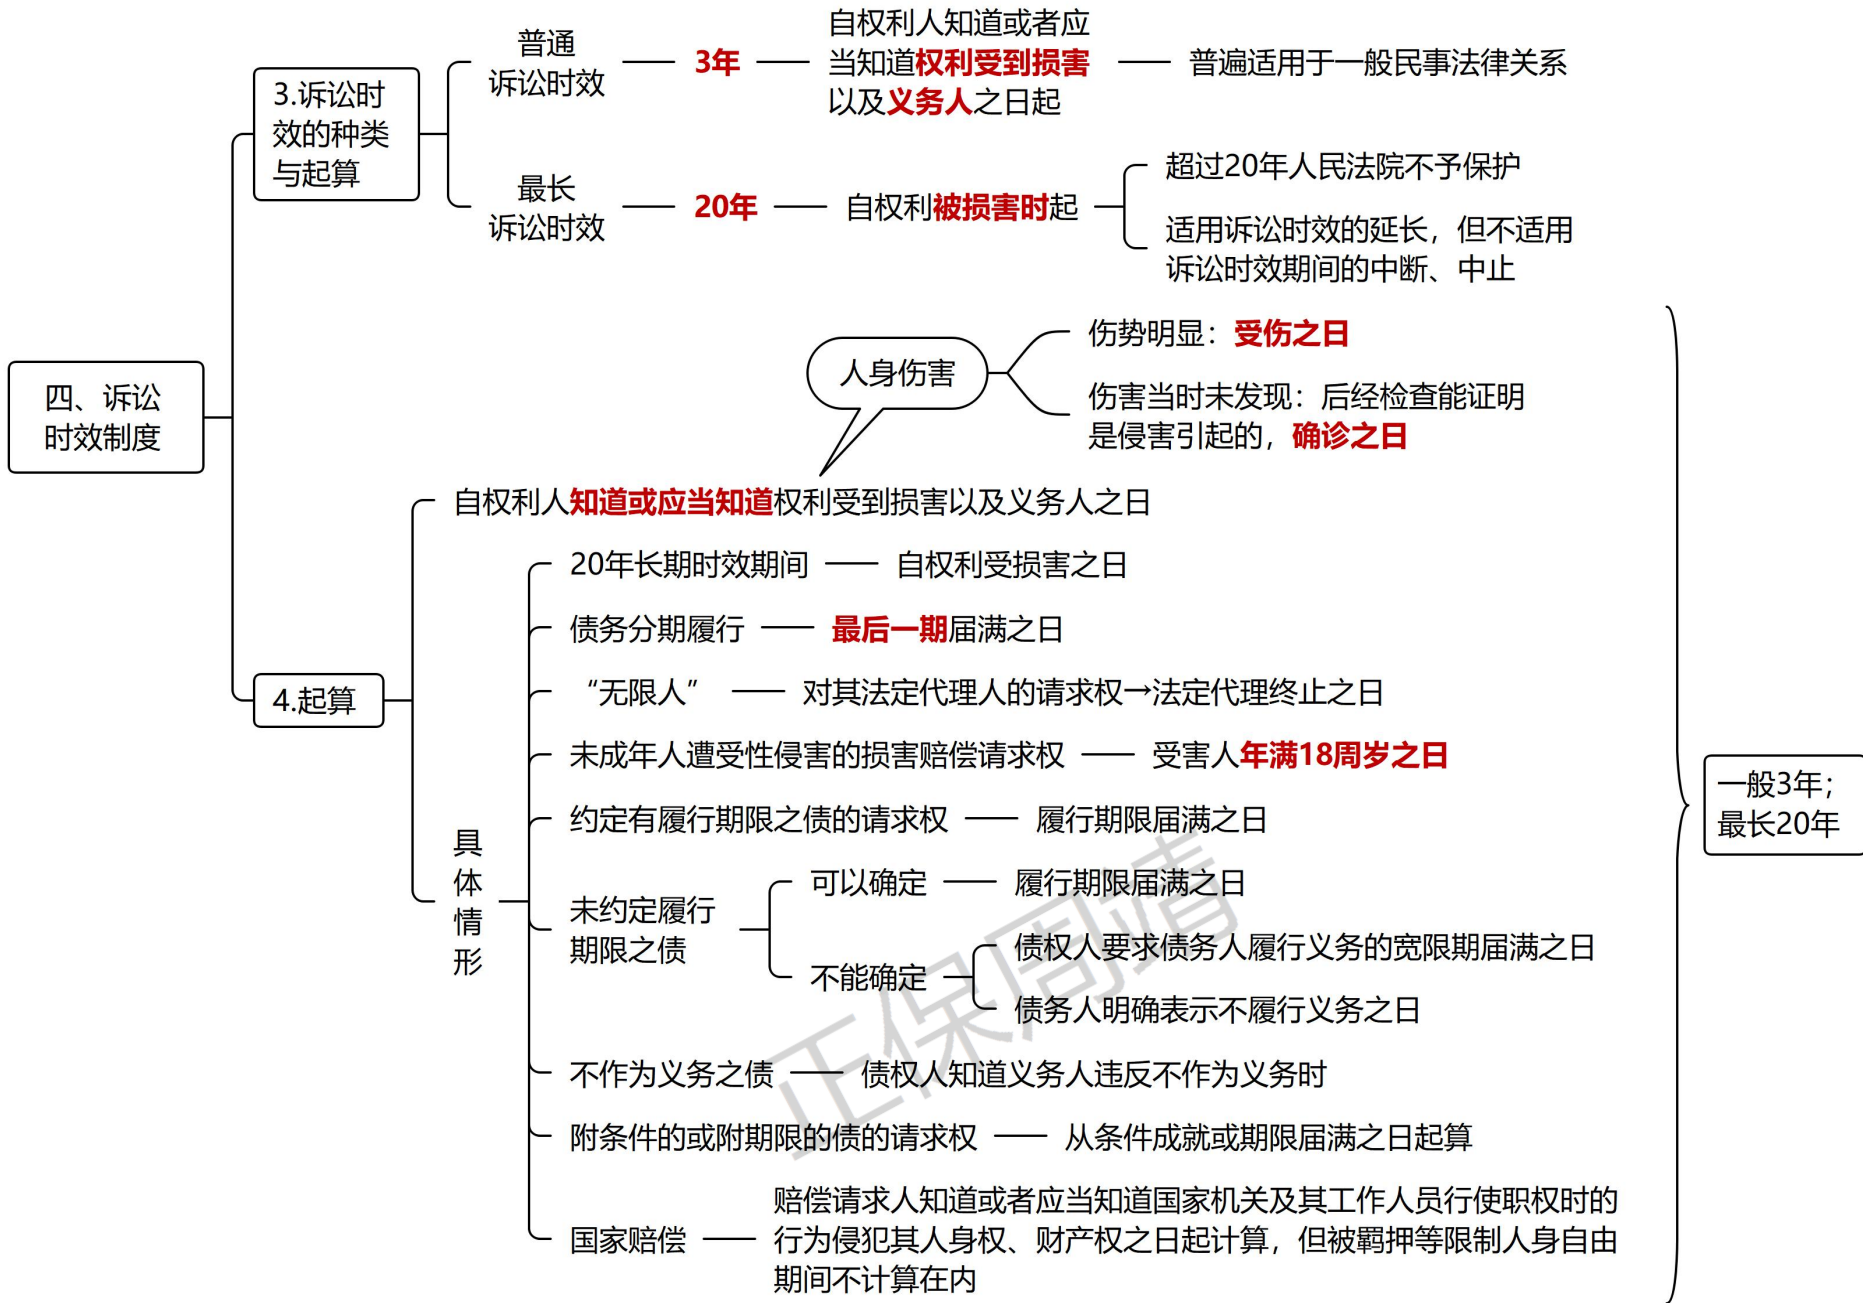 四、诉讼
时效制度
3.诉讼时
效的种类
与起算
普通
诉讼时效
3年
自权利人知道或者应
当知道权利受到损害
以及义务人之日起
普遍适用于一般民事法律关系
最长
诉讼时效
20年
自权利被损害时起
超过20年人民法院不予保护
适用诉讼时效的延长，但不适用
诉讼时效期间的中断、中止
4.起算
人身伤害
伤势明显：受伤之日
伤害当时未发现：后经检查能证明
是侵害引起的，确诊之日
自权利人知道或应当知道权利受到损害以及义务人之日
具
体
情
形
20年长期时效期间
自权利受损害之日
债务分期履行
最后一期届满之日
“无限人”
对其法定代理人的请求权→法定代理终止之日
未成年人遭受性侵害的损害赔偿请求权
受害人年满18周岁之日
约定有履行期限之债的请求权
履行期限届满之日
未约定履行
期限之债
可以确定
履行期限届满之日
不能确定
债权人要求债务人履行义务的宽限期届满之日
债务人明确表示不履行义务之日
不作为义务之债
债权人知道义务人违反不作为义务时
附条件的或附期限的债的请求权
从条件成就或期限届满之日起算
国家赔偿
赔偿请求人知道或者应当知道国家机关及其工作人员行使职权时的
行为侵犯其人身权、财产权之日起计算，但被羁押等限制人身自由
期间不计算在内
一般3年；
最长20年
正保周靖